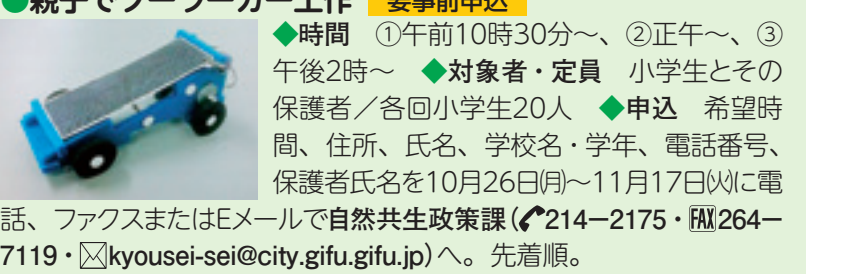 ●親子でソーラーカー工作 要事前申込
◆時間 ①午前10時30分～、②正午～、③
午後2時～ ◆対象者・定員 小学生とその
保護者／各回小学生20人 ◆申込 希望時
間、住所、氏名、学校名・学年、電話番号、
保護者氏名を10月26日㈪～11月17日㈫に電
話、ファクスまたはEメールで自然共生政策課(📞214－2175・FAX264－
7119・✉kyousei-sei@city.gifu.gifu.jp)へ。先着順。